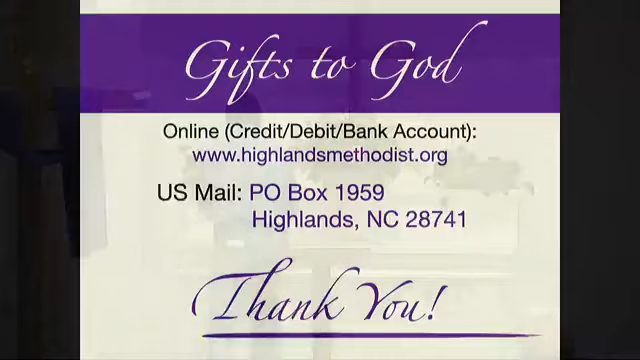 Gifts to God
Online (Credit/Debit/Bank Account):
www.highlandsmethodist.org
US Mail: PO Box 1959
Highlands, NC 28741
Thank You!